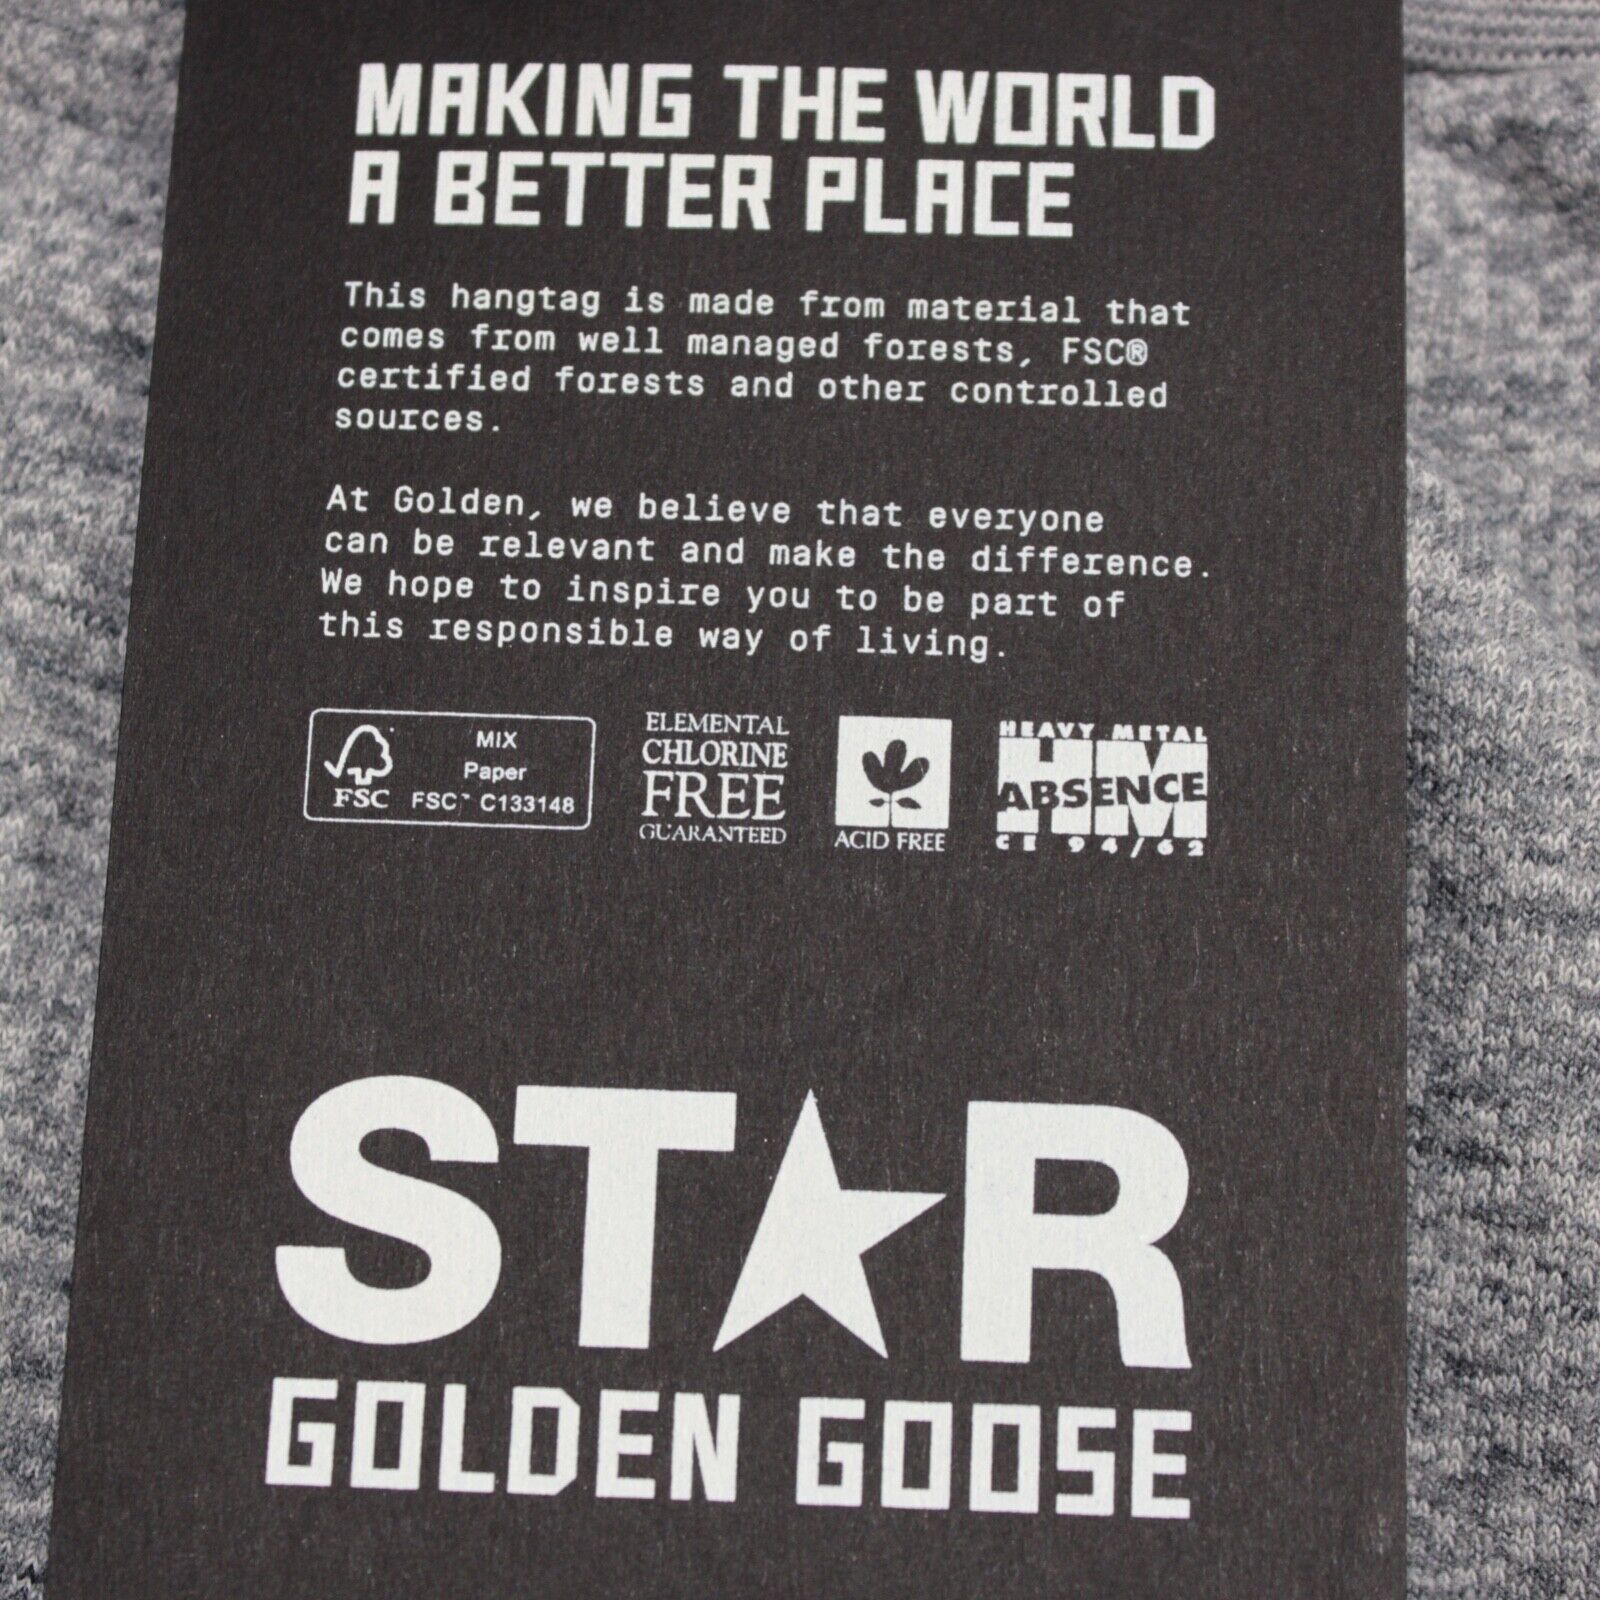 MAKING THE WORLD
A BETTER PLACE
This hangtag is made from material that
comes from well managed forests, FSC®
certified forests and other controlled
sources.
At Golden, we believe that everyone
can be relevant and make the difference.
We hope to inspire you to be part of
this responsible way of living.
MIX
Paper
FSC FSC™ C133148
ELEMENTAL
CHLORINE
FREE
GUARANTEED
ACID FREE
HEAVY METAL
HM
ABSENCE
CE 94/62
STAR
GOLDEN GOOSE